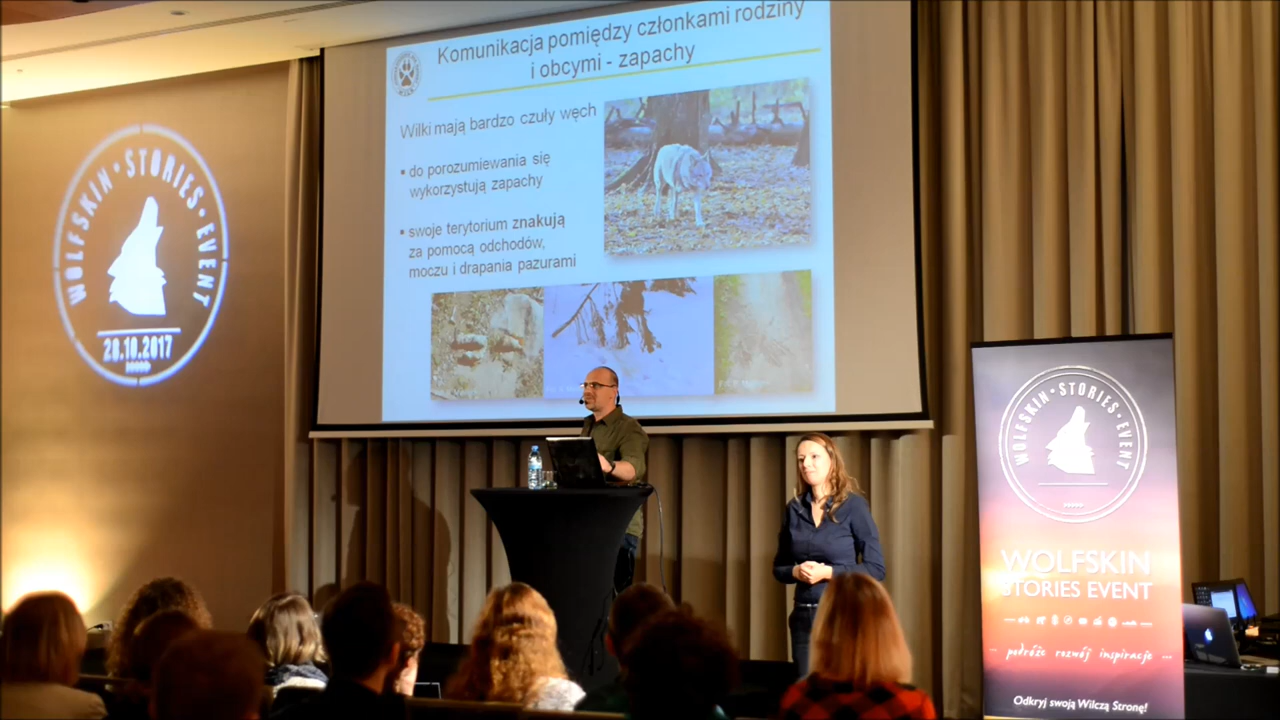 Komunikacja pomiędzy członkami rodziny
i obcymi - zapachy
Wilki mają bardzo czuły węch
▪ do porozumiewania się
wykorzystują zapachy
▪ swoje terytorium znakują
za pomocą odchodów,
moczu i drapania pazurami
WOLFSKIN · STORIES · EVENT
28.10.2017
WOLFSKIN · STORIES · EVENT
WOLFSKIN
STORIES EVENT
... podróże rozwój inspiracje ...
Odkryj swoją Wilczą Stronę!